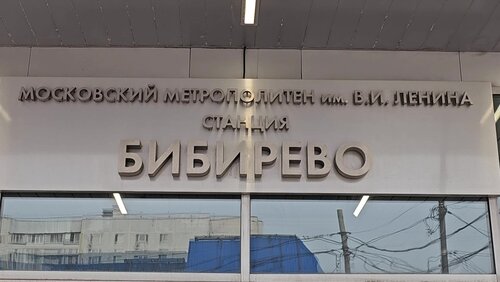 МОСКОВСКИЙ МЕТРОПОЛИТЕН ИМ. В.И. ЛЕНИНА
СТАНЦИЯ
БИБИРЕВО